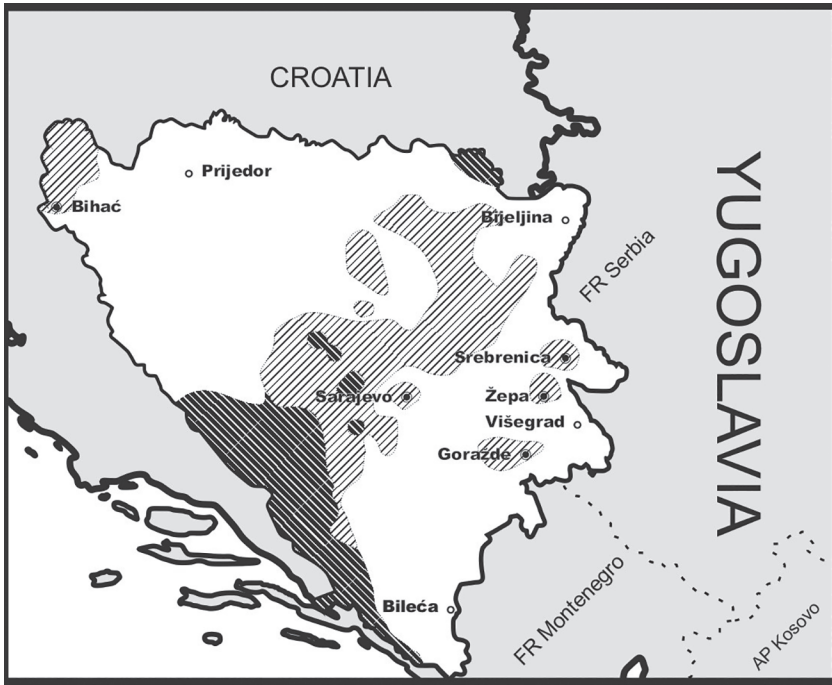 CROATIA
Prijedor
Bihać
Bijeljina
YUGOSLAVIA
FR Serbia
Srebrenica
Sarajevo
Žepa
Višegrad
Goražde
Bileća
FR Montenegro
AP Kosovo